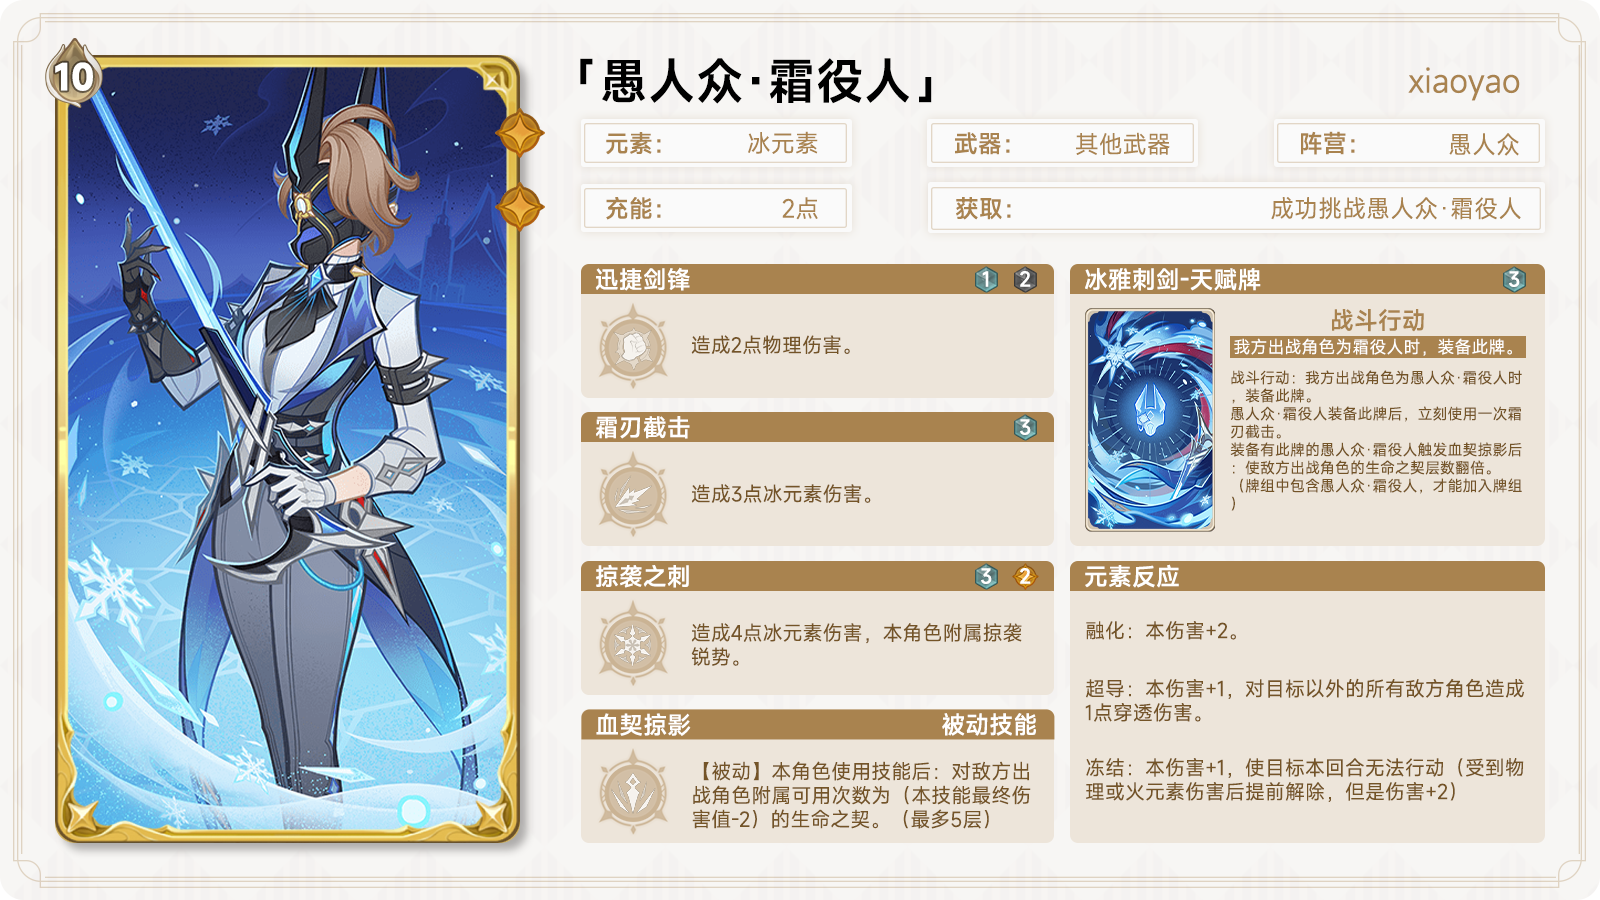 10
「愚人众·霜役人」
xiaoyao
元素： 冰元素
武器： 其他武器
阵营： 愚人众
充能： 2点
获取： 成功挑战愚人众·霜役人
迅捷剑锋 1 2
造成2点物理伤害。
霜刃截击 3
造成3点冰元素伤害。
掠袭之刺 3 2
造成4点冰元素伤害，本角色附属掠袭
锐势。
血契掠影 被动技能
【被动】本角色使用技能后：对敌方出
战角色附属可用次数为（本技能最终伤
害值-2）的生命之契。（最多5层）
冰雅刺剑-天赋牌 3
战斗行动
我方出战角色为霜役人时，装备此牌。
战斗行动：我方出战角色为愚人众·霜役人时
，装备此牌。
愚人众·霜役人装备此牌后，立刻使用一次霜
刃截击。
装备有此牌的愚人众·霜役人触发血契掠影后
：使敌方出战角色的生命之契层数翻倍。
（牌组中包含愚人众·霜役人，才能加入牌组
）
元素反应
融化：本伤害+2。
超导：本伤害+1，对目标以外的所有敌方角色造成
1点穿透伤害。
冻结：本伤害+1，使目标本回合无法行动（受到物
理或火元素伤害后提前解除，但是伤害+2）